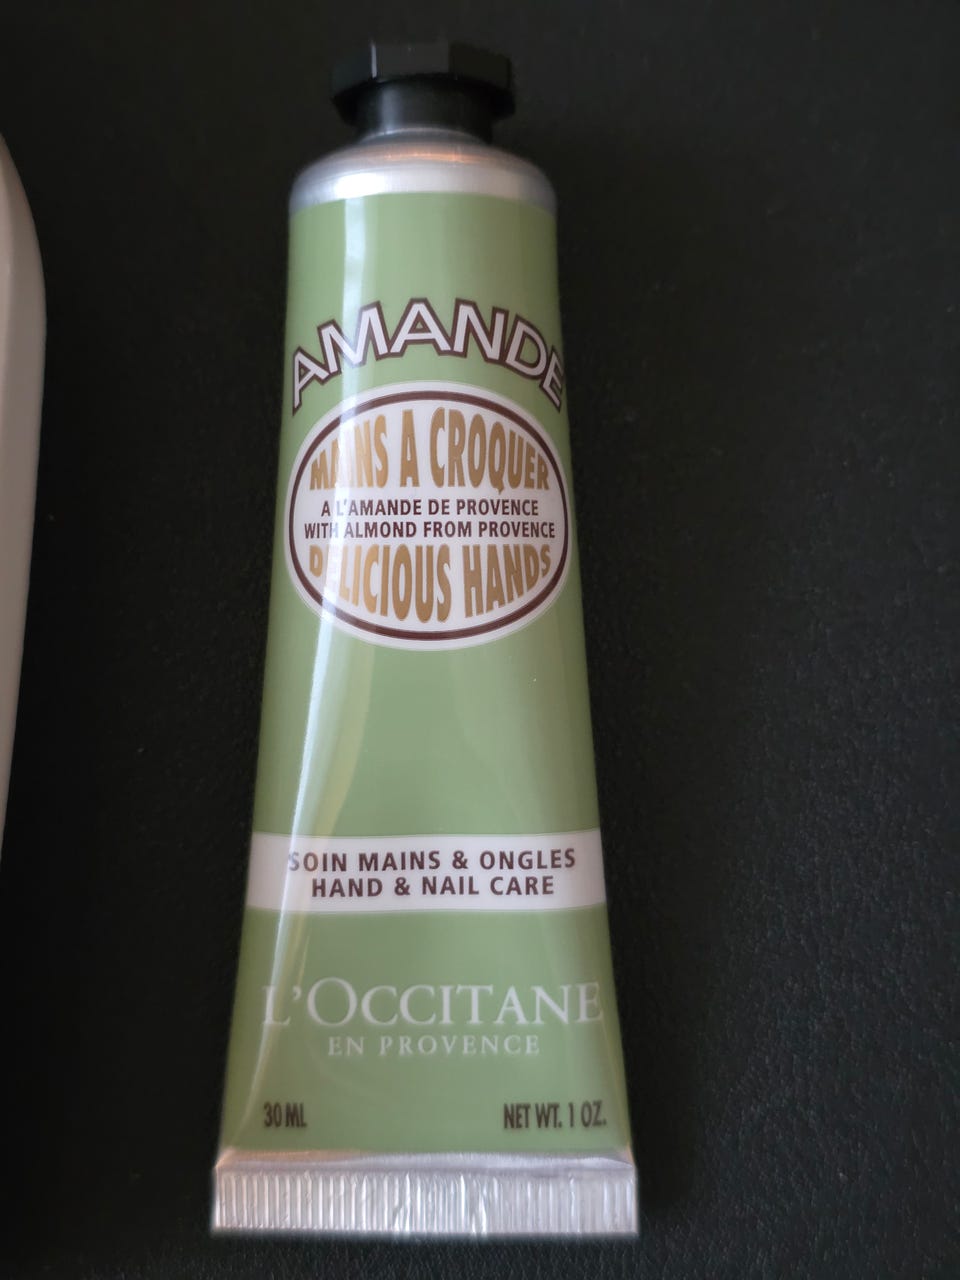 AMANDE
MAINS A CROQUER
A L'AMANDE DE PROVENCE
WITH ALMOND FROM PROVENCE
DELICIOUS HANDS
SOIN MAINS & ONGLES
HAND & NAIL CARE
L'OCCITANE
EN PROVENCE
30 ML NET WT. 1 OZ.